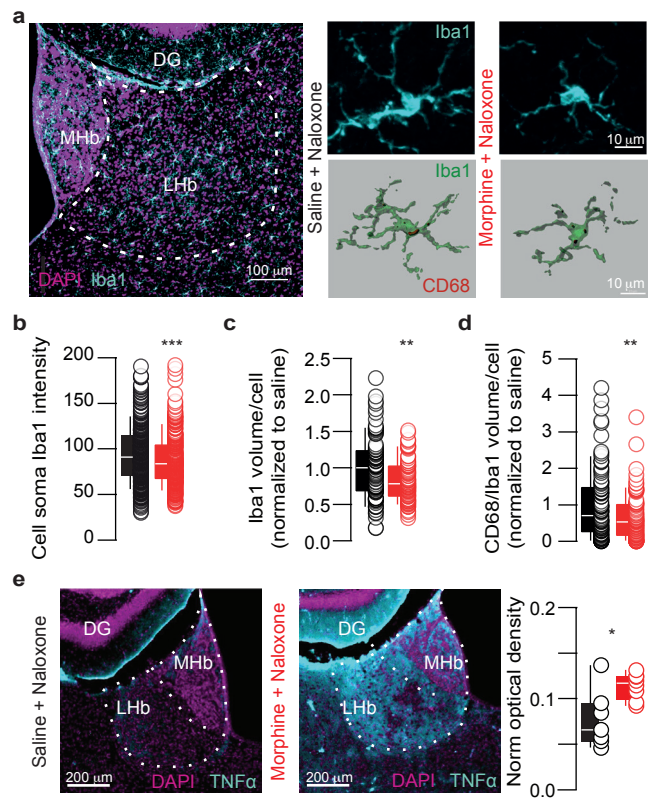 a
DG
MHb
LHb
DAPI Iba1
100 µm
Saline + Naloxone
Iba1
Iba1
CD68
Morphine + Naloxone
10 µm
10 µm
b
***
Cell soma Iba1 intensity
200
150
100
50
0
c
**
Iba1 volume/cell
(normalized to saline)
2.5
2.0
1.5
1.0
0.5
0.0
d
**
CD68/Iba1 volume/cell
(normalized to saline)
5
4
3
2
1
0
e
Saline + Naloxone
DG
MHb
LHb
200 µm
DAPI TNFα
Morphine + Naloxone
DG
MHb
LHb
200 µm
DAPI TNFα
Norm optical density
0.2
0.1
0.0
*